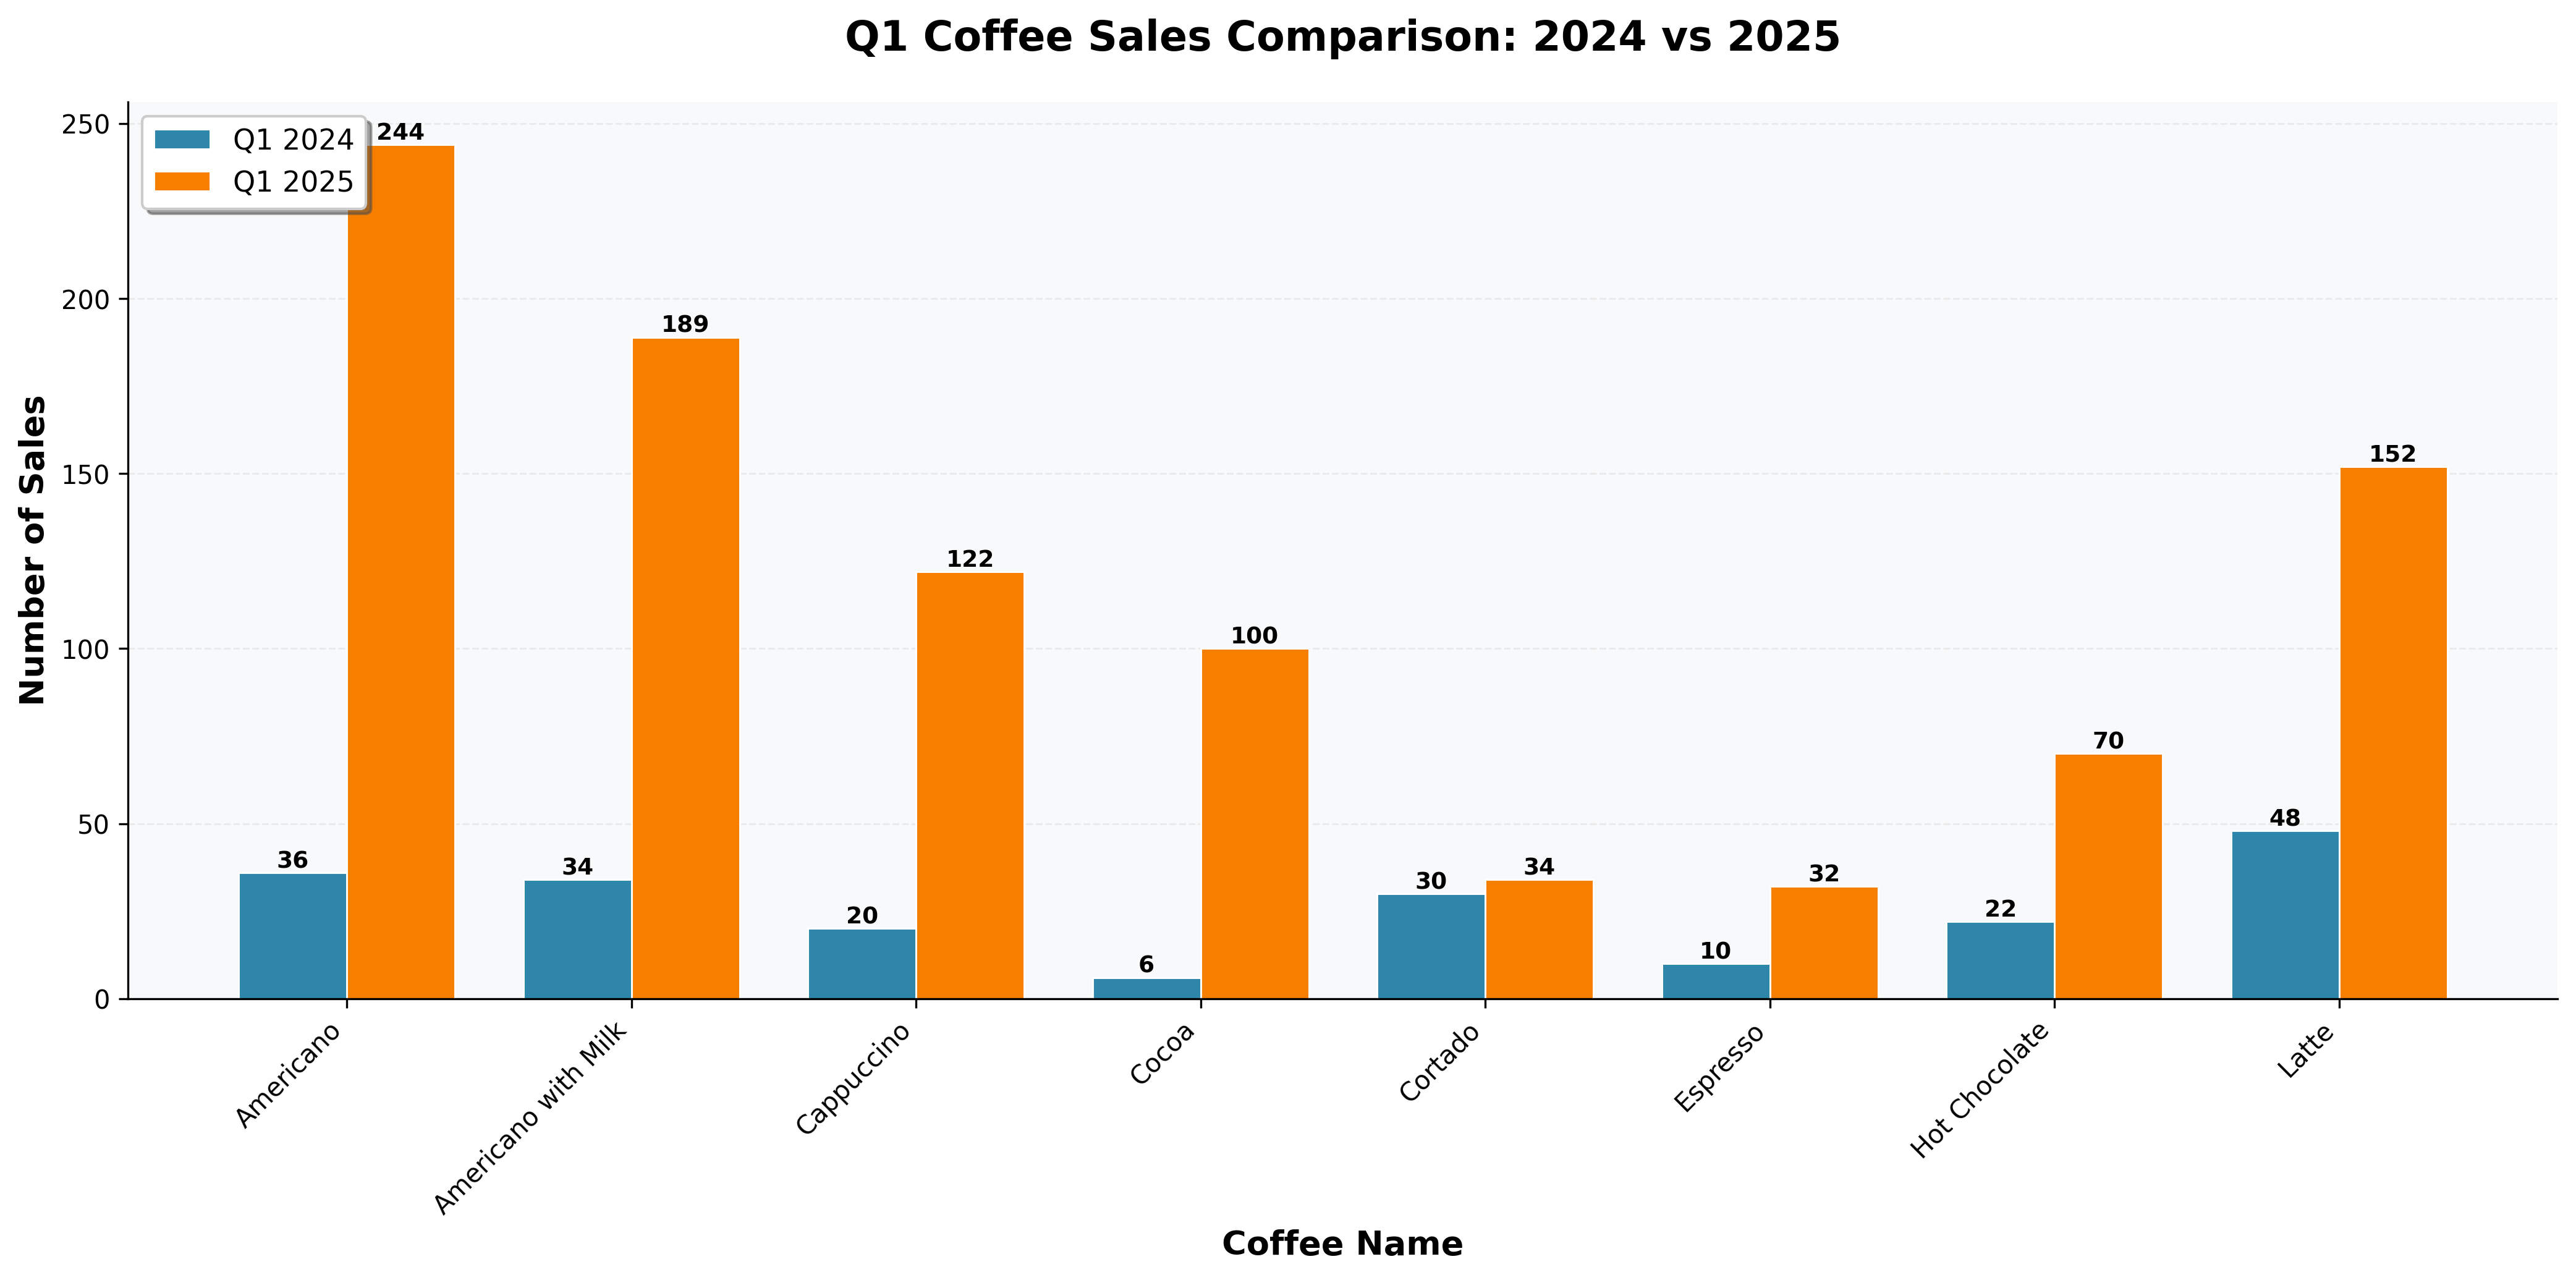 Q1 Coffee Sales Comparison: 2024 vs 2025
Q1 2024
Q1 2025
Number of Sales
250
200
150
100
50
0
36
244
34
189
20
122
6
100
30
34
10
32
22
70
48
152
Americano
Americano with Milk
Cappuccino
Cocoa
Cortado
Espresso
Hot Chocolate
Latte
Coffee Name